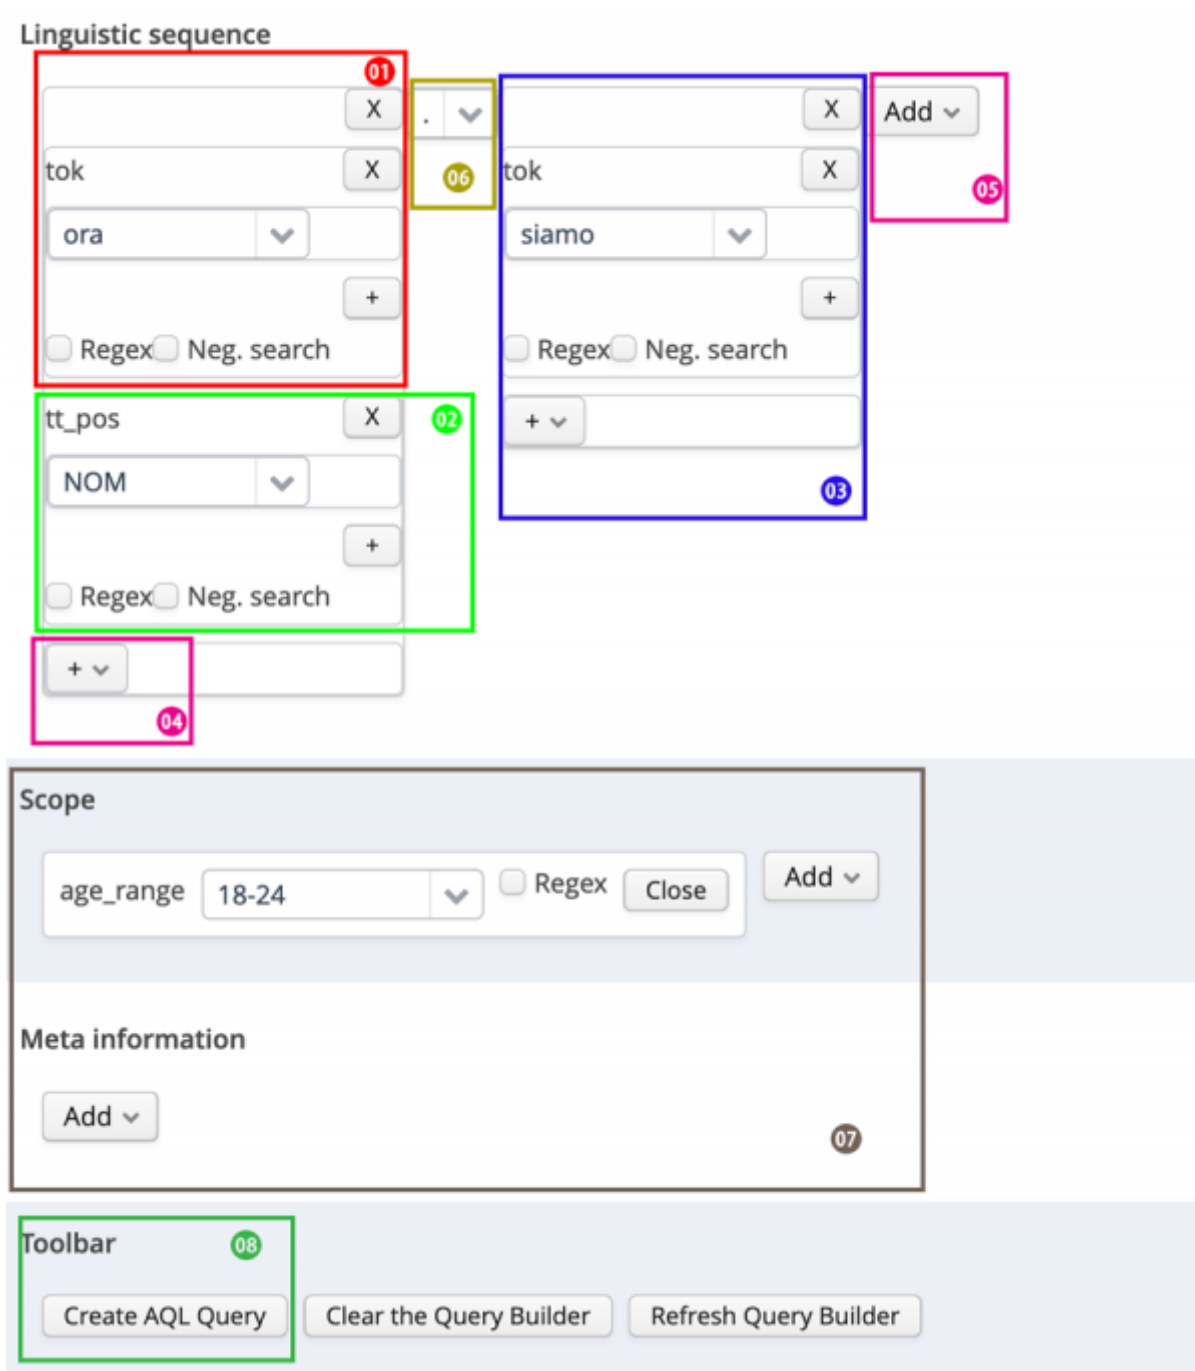 Linguistic sequence
01
X . X Add
06
tok X tok X
05
ora siamo
+ +
Regex Neg. search Regex Neg. search
tt_pos X 02 +
NOM
03
+
Regex Neg. search
+
04
Scope
age_range 18-24 Regex Close Add
Meta information
Add
07
Toolbar 08
Create AQL Query Clear the Query Builder Refresh Query Builder